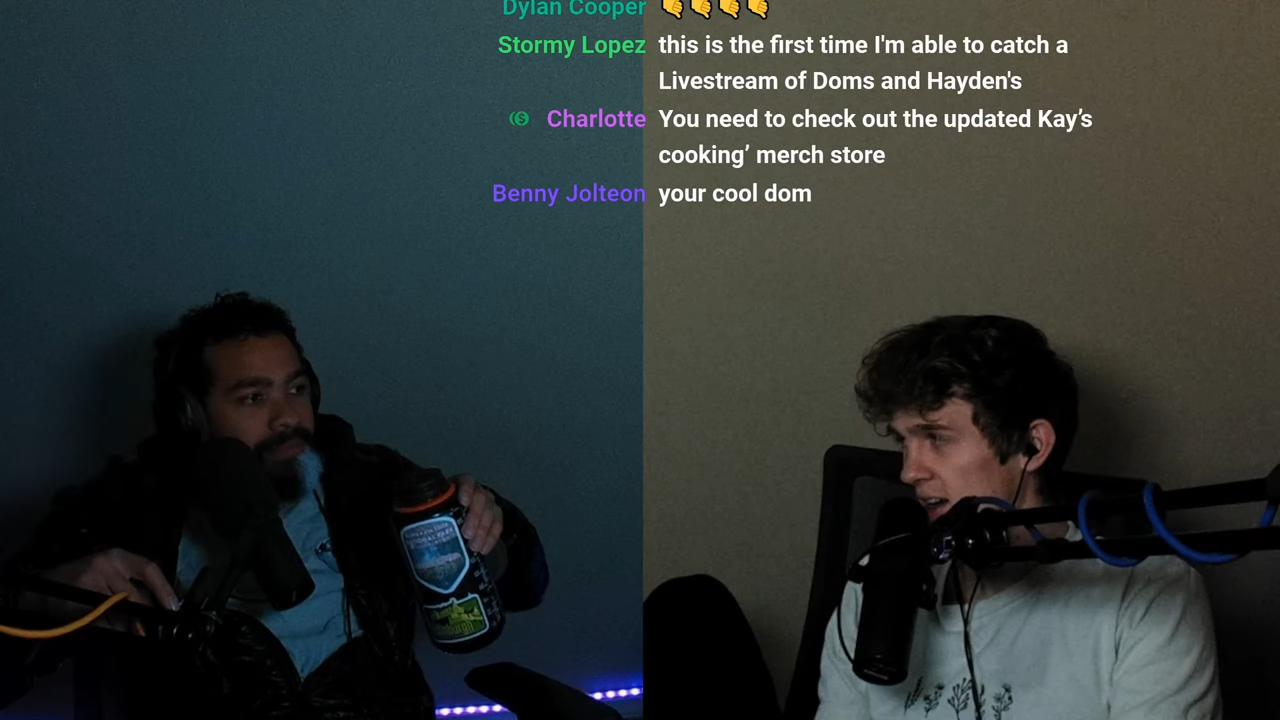 Dylan Cooper 🤙🤙🤙🤙
Stormy Lopez this is the first time I'm able to catch a
Livestream of Doms and Hayden's
Charlotte You need to check out the updated Kay’s
cooking’ merch store
Benny Jolteon your cool dom